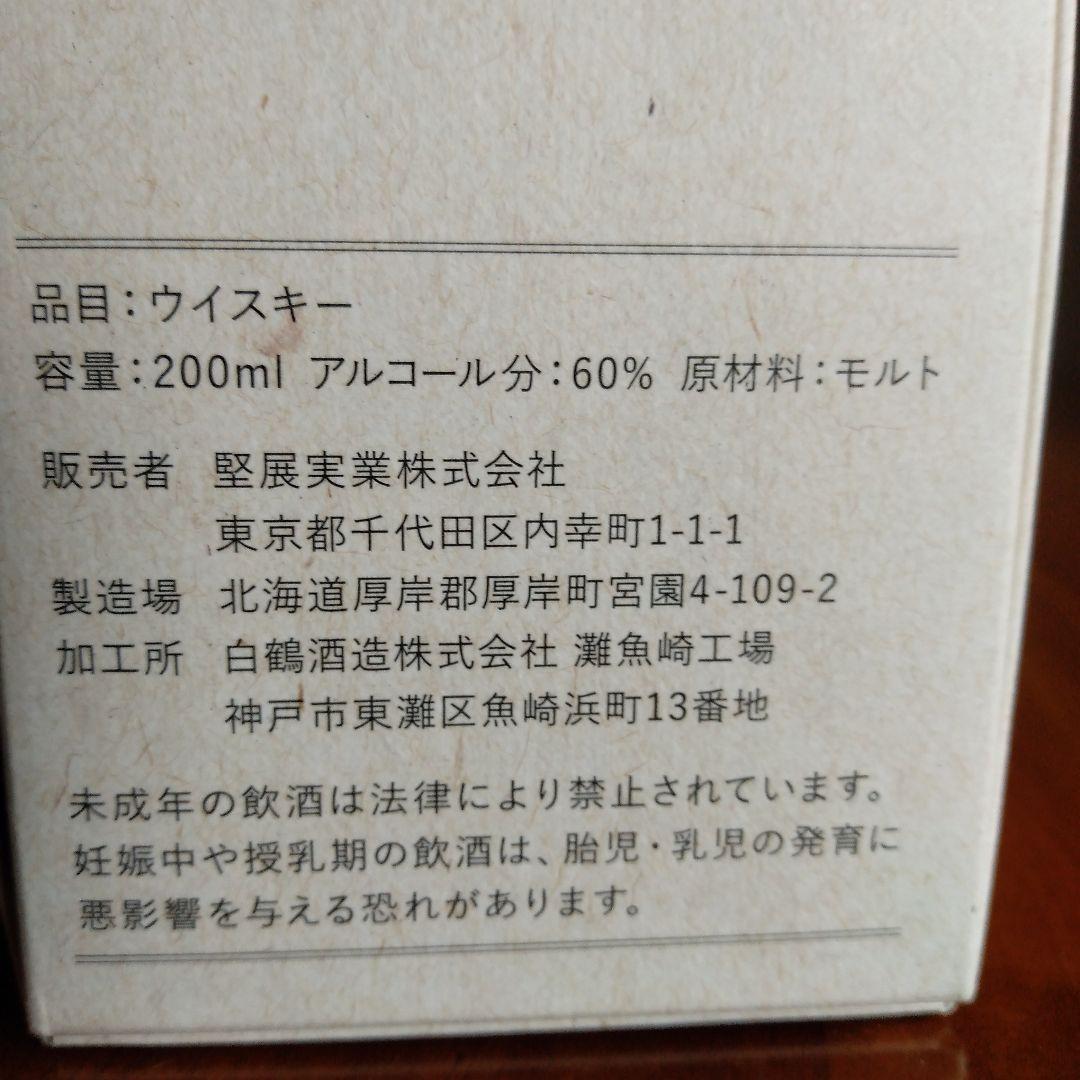 品目：ウイスキー
容量：200ml アルコール分：60% 原材料：モルト
販売者 堅展実業株式会社
東京都千代田区内幸町1-1-1
製造場 北海道厚岸郡厚岸町宮園4-109-2
加工所 白鶴酒造株式会社 灘魚崎工場
神戸市東灘区魚崎浜町13番地
未成年の飲酒は法律により禁止されています。
妊娠中や授乳期の飲酒は、胎児・乳児の発育に
悪影響を与える恐れがあります。